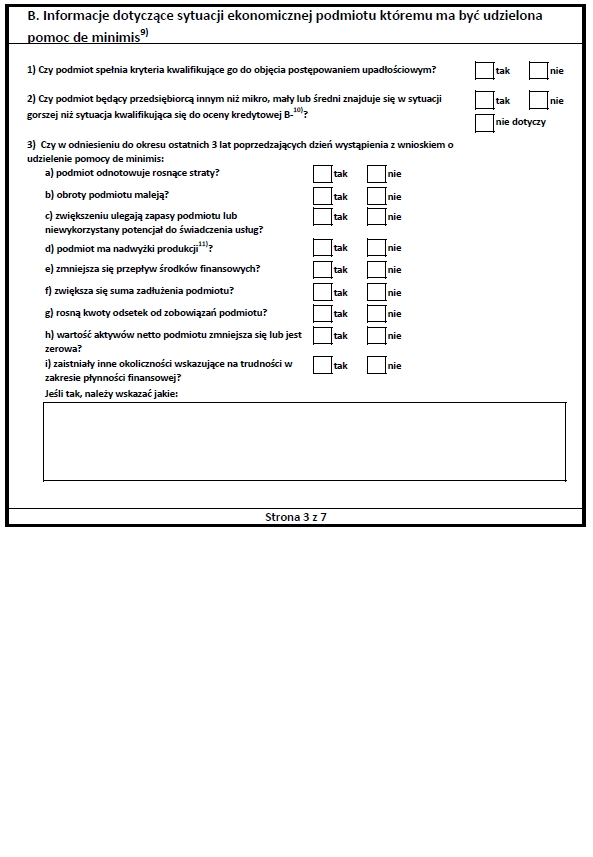 B. Informacje dotyczące sytuacji ekonomicznej podmiotu któremu ma być udzielona
pomoc de minimis9)
1) Czy podmiot spełnia kryteria kwalifikujące go do objęcia postępowaniem upadłościowym? tak nie
2) Czy podmiot będący przedsiębiorcą innym niż mikro, mały lub średni znajduje się w sytuacji tak nie
gorszej niż sytuacja kwalifikująca się do oceny kredytowej B-10)?
nie dotyczy
3) Czy w odniesieniu do okresu ostatnich 3 lat poprzedzających dzień wystąpienia z wnioskiem o
udzielenie pomocy de minimis:
a) podmiot odnotowuje rosnące straty? tak nie
b) obroty podmiotu maleją? tak nie
c) zwiększeniu ulegają zapasy podmiotu lub tak nie
niewykorzystany potencjał do świadczenia usług?
d) podmiot ma nadwyżki produkcji11)? tak nie
e) zmniejsza się przepływ środków finansowych? tak nie
f) zwiększa się suma zadłużenia podmiotu? tak nie
g) rosną kwoty odsetek od zobowiązań podmiotu? tak nie
h) wartość aktywów netto podmiotu zmniejsza się lub jest tak nie
zerowa?
i) zaistniały inne okoliczności wskazujące na trudności w tak nie
zakresie płynności finansowej?
Jeśli tak, należy wskazać jakie:
Strona 3 z 7